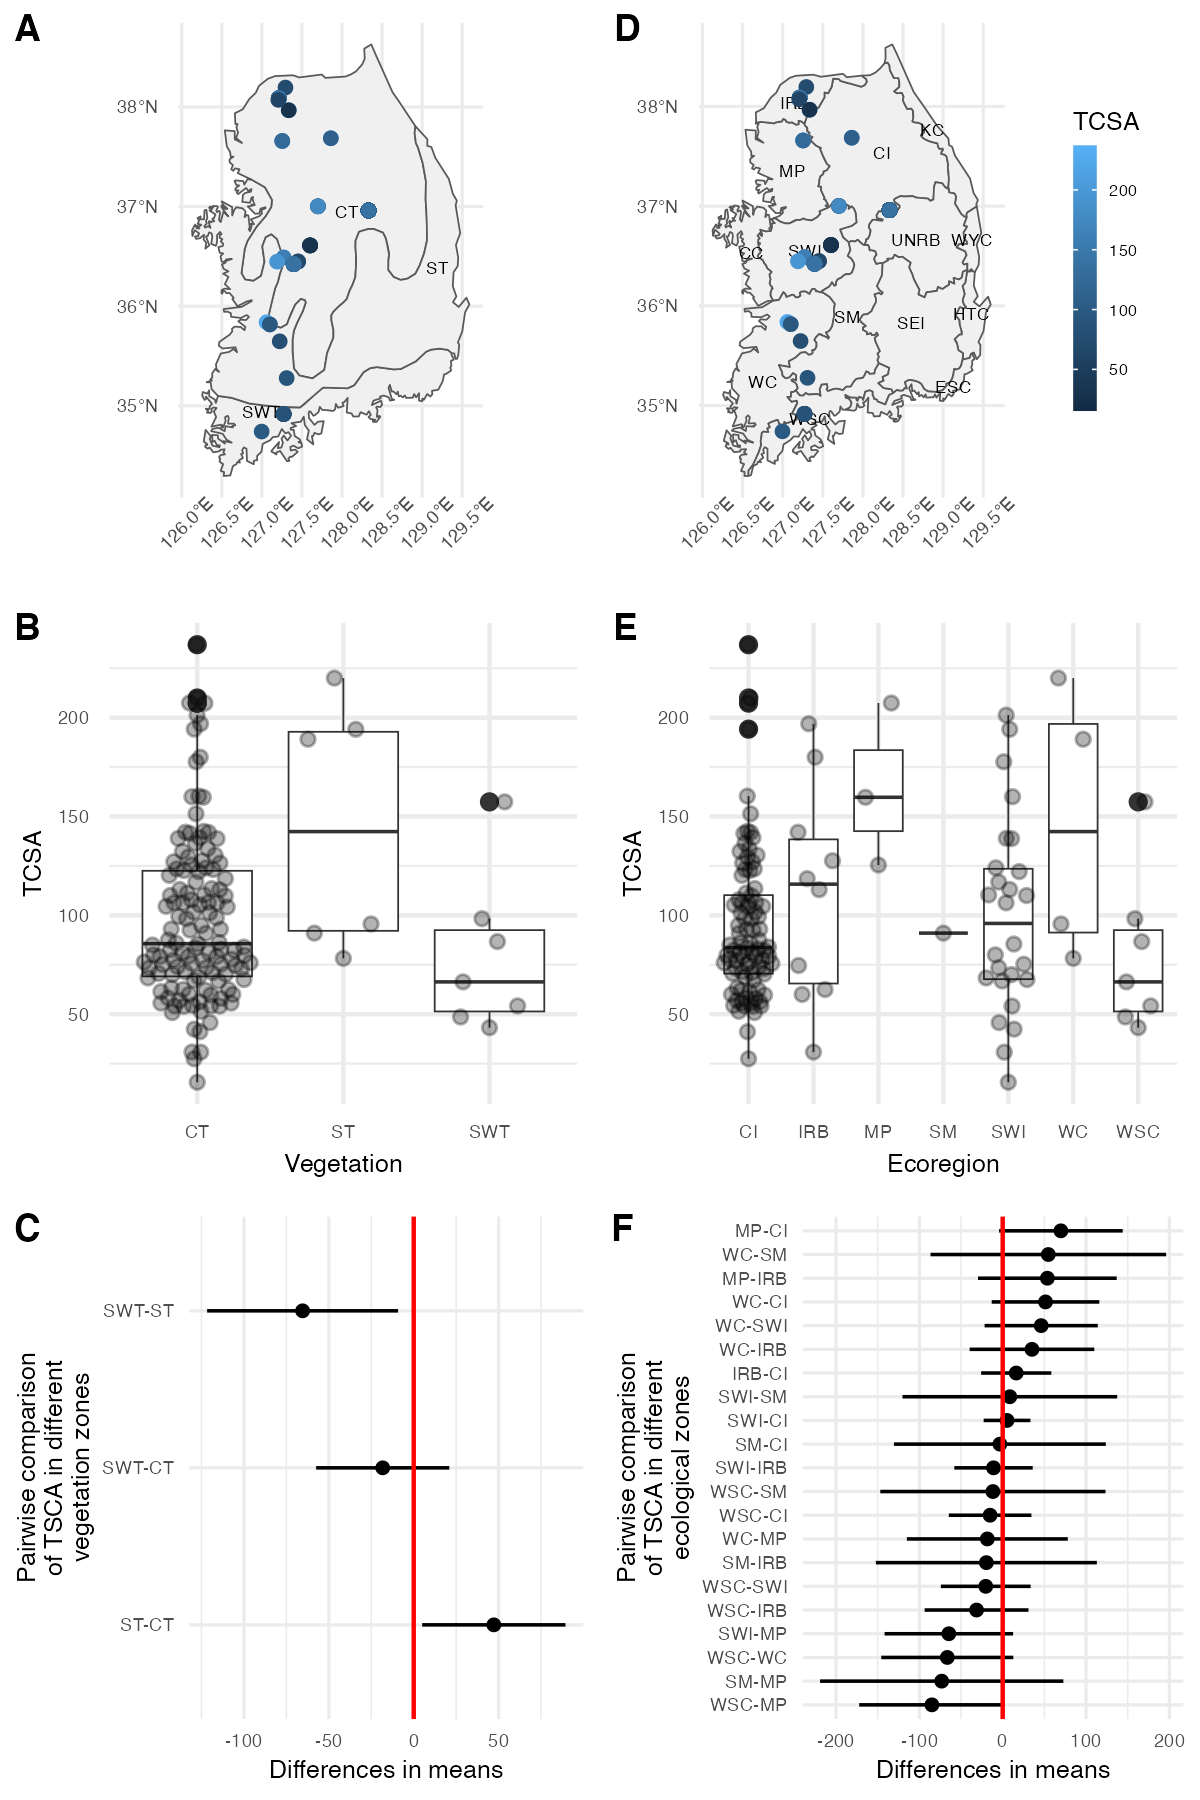 A
38°N
37°N
36°N
35°N
CT
ST
SWT
126.0°E
126.5°E
127.0°E
127.5°E
128.0°E
128.5°E
129.0°E
129.5°E
D
38°N
37°N
36°N
35°N
KC
CI
MP
UNRB
WYC
CC
SWI
SM
SEI
HTC
WC
ESC
WSC
126.0°E
126.5°E
127.0°E
127.5°E
128.0°E
128.5°E
129.0°E
129.5°E
TCSA
200
150
100
50
B
TCSA
200
150
100
50
CT
ST
SWT
Vegetation
E
TCSA
200
150
100
50
CI
IRB
MP
SM
SWI
WC
WSC
Ecoregion
C
Pairwise comparison
of TSCA in different
vegetation zones
SWT-ST
SWT-CT
ST-CT
-100
-50
0
50
Differences in means
F
Pairwise comparison
of TSCA in different
ecological zones
MP-CI
WC-SM
MP-IRB
WC-CI
WC-SWI
WC-IRB
IRB-CI
SWI-SM
SWI-CI
SM-CI
SWI-IRB
WSC-SM
WSC-CI
WC-MP
SM-IRB
WSC-SWI
WSC-IRB
SWI-MP
WSC-WC
SM-MP
WSC-MP
-200
-100
0
100
200
Differences in means